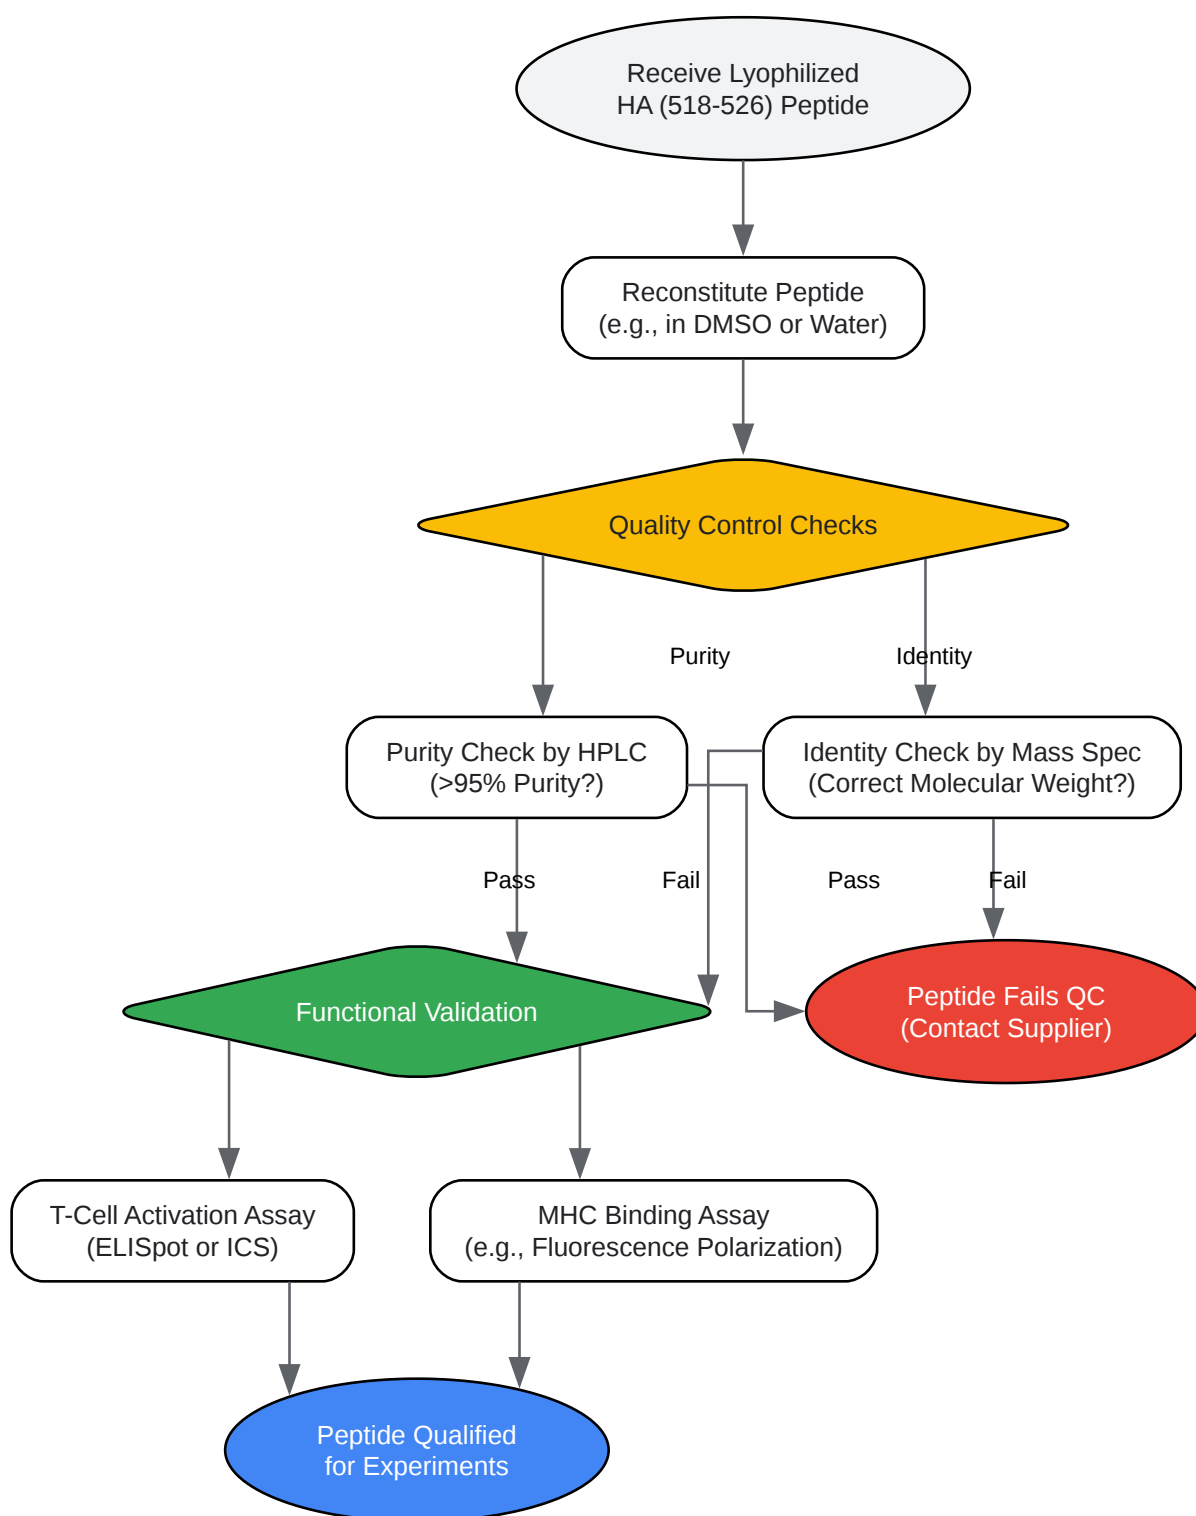 Receive Lyophilized
HA (518-526) Peptide
Reconstitute Peptide
(e.g., in DMSO or Water)
Quality Control Checks
Purity
Identity
Purity Check by HPLC
(>95% Purity?)
Identity Check by Mass Spec
(Correct Molecular Weight?)
Pass
Fail
Pass
Fail
Functional Validation
Peptide Fails QC
(Contact Supplier)
T-Cell Activation Assay
(ELISpot or ICS)
MHC Binding Assay
(e.g., Fluorescence Polarization)
Peptide Qualified
for Experiments